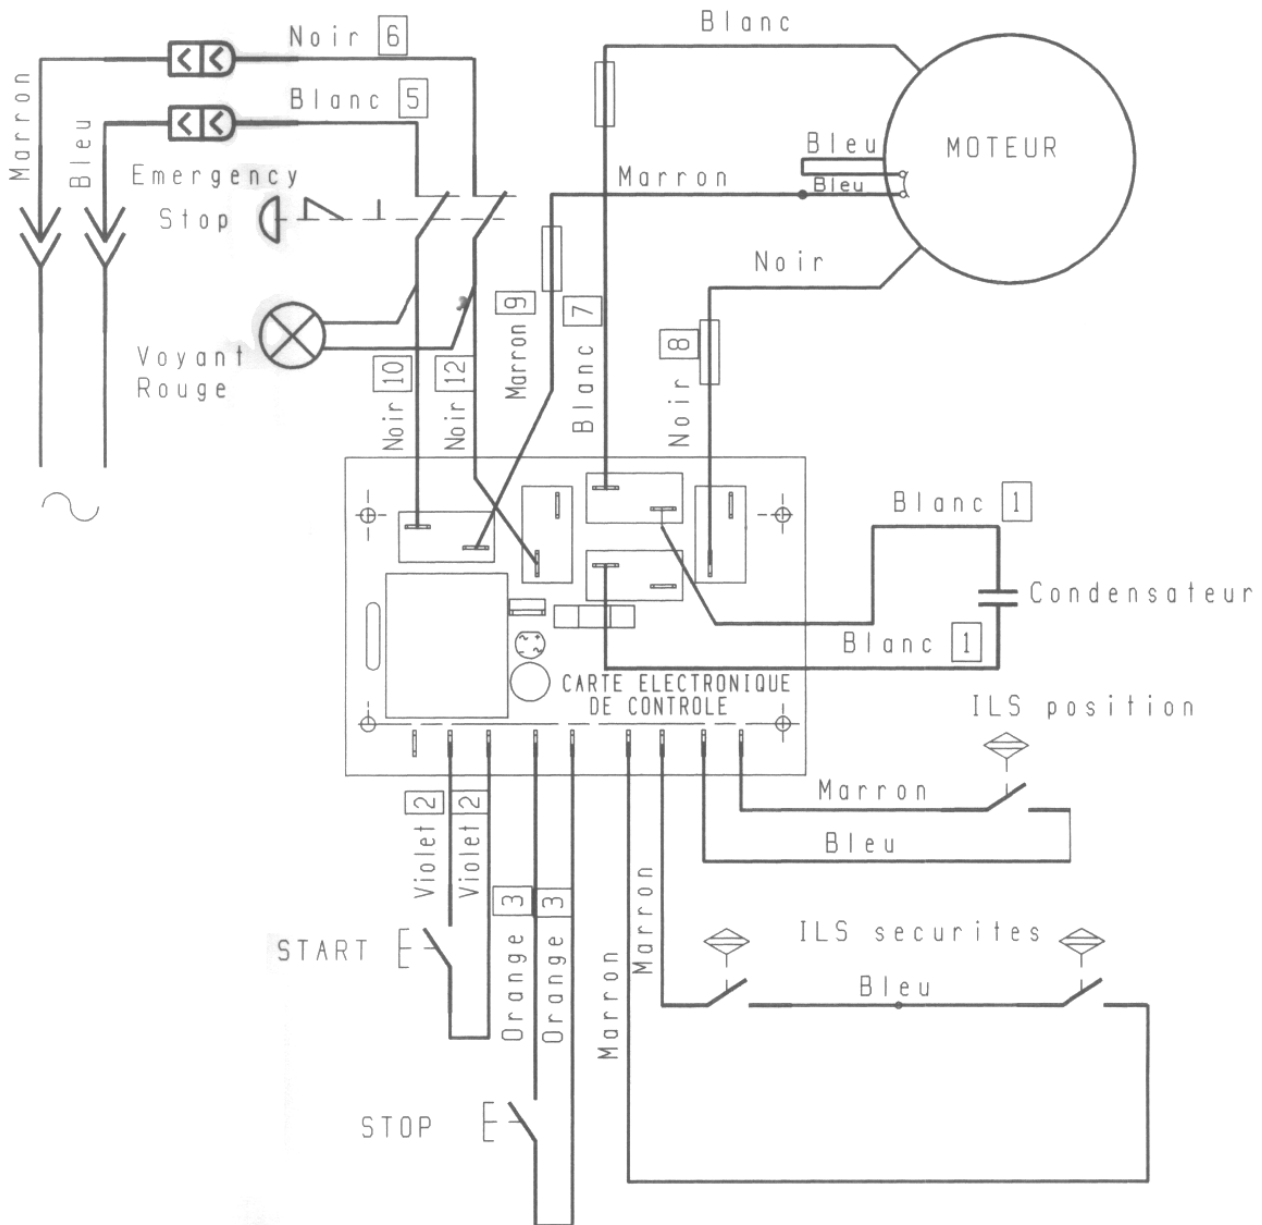 Blanc
Noir 6
Marron
Bleu
Blanc 5
Emergency
Stop
MOTEUR
Bleu
Bleu
Marron
Noir
Voyant
Rouge
Noir 10
Noir 12
Marron 9
Blanc 7
Noir 8
Blanc 1
Condensateur
Blanc 1
CARTE ELECTRONIQUE
DE CONTROLE
ILS position
Marron
Bleu
Violet 2
Violet 2
Orange 3
Orange 3
Marron
Marron
START
ILS securites
Bleu
STOP